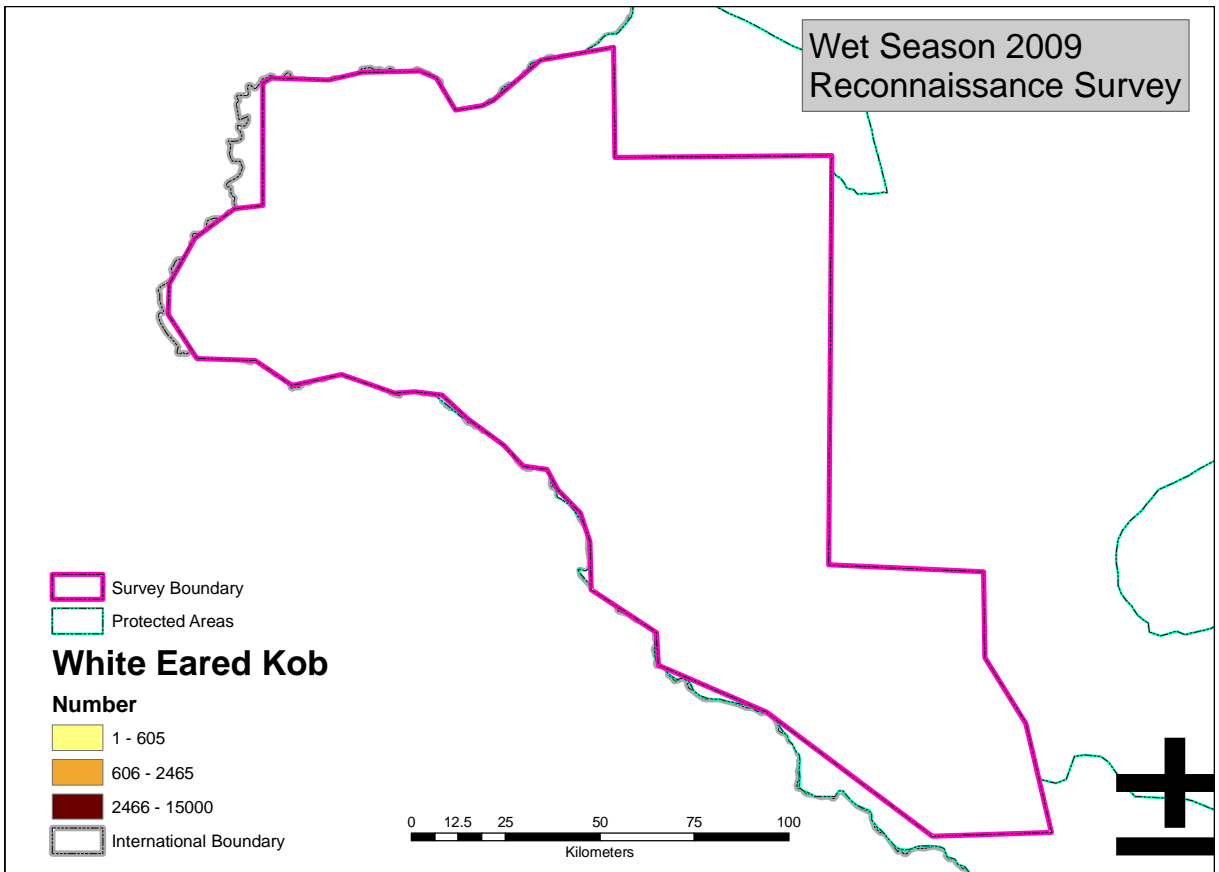 Wet Season 2009
Reconnaissance Survey
Survey Boundary
Protected Areas
White Eared Kob
Number
1 - 605
606 - 2465
2466 - 15000
International Boundary
0 12.5 25 50 75 100
Kilometers